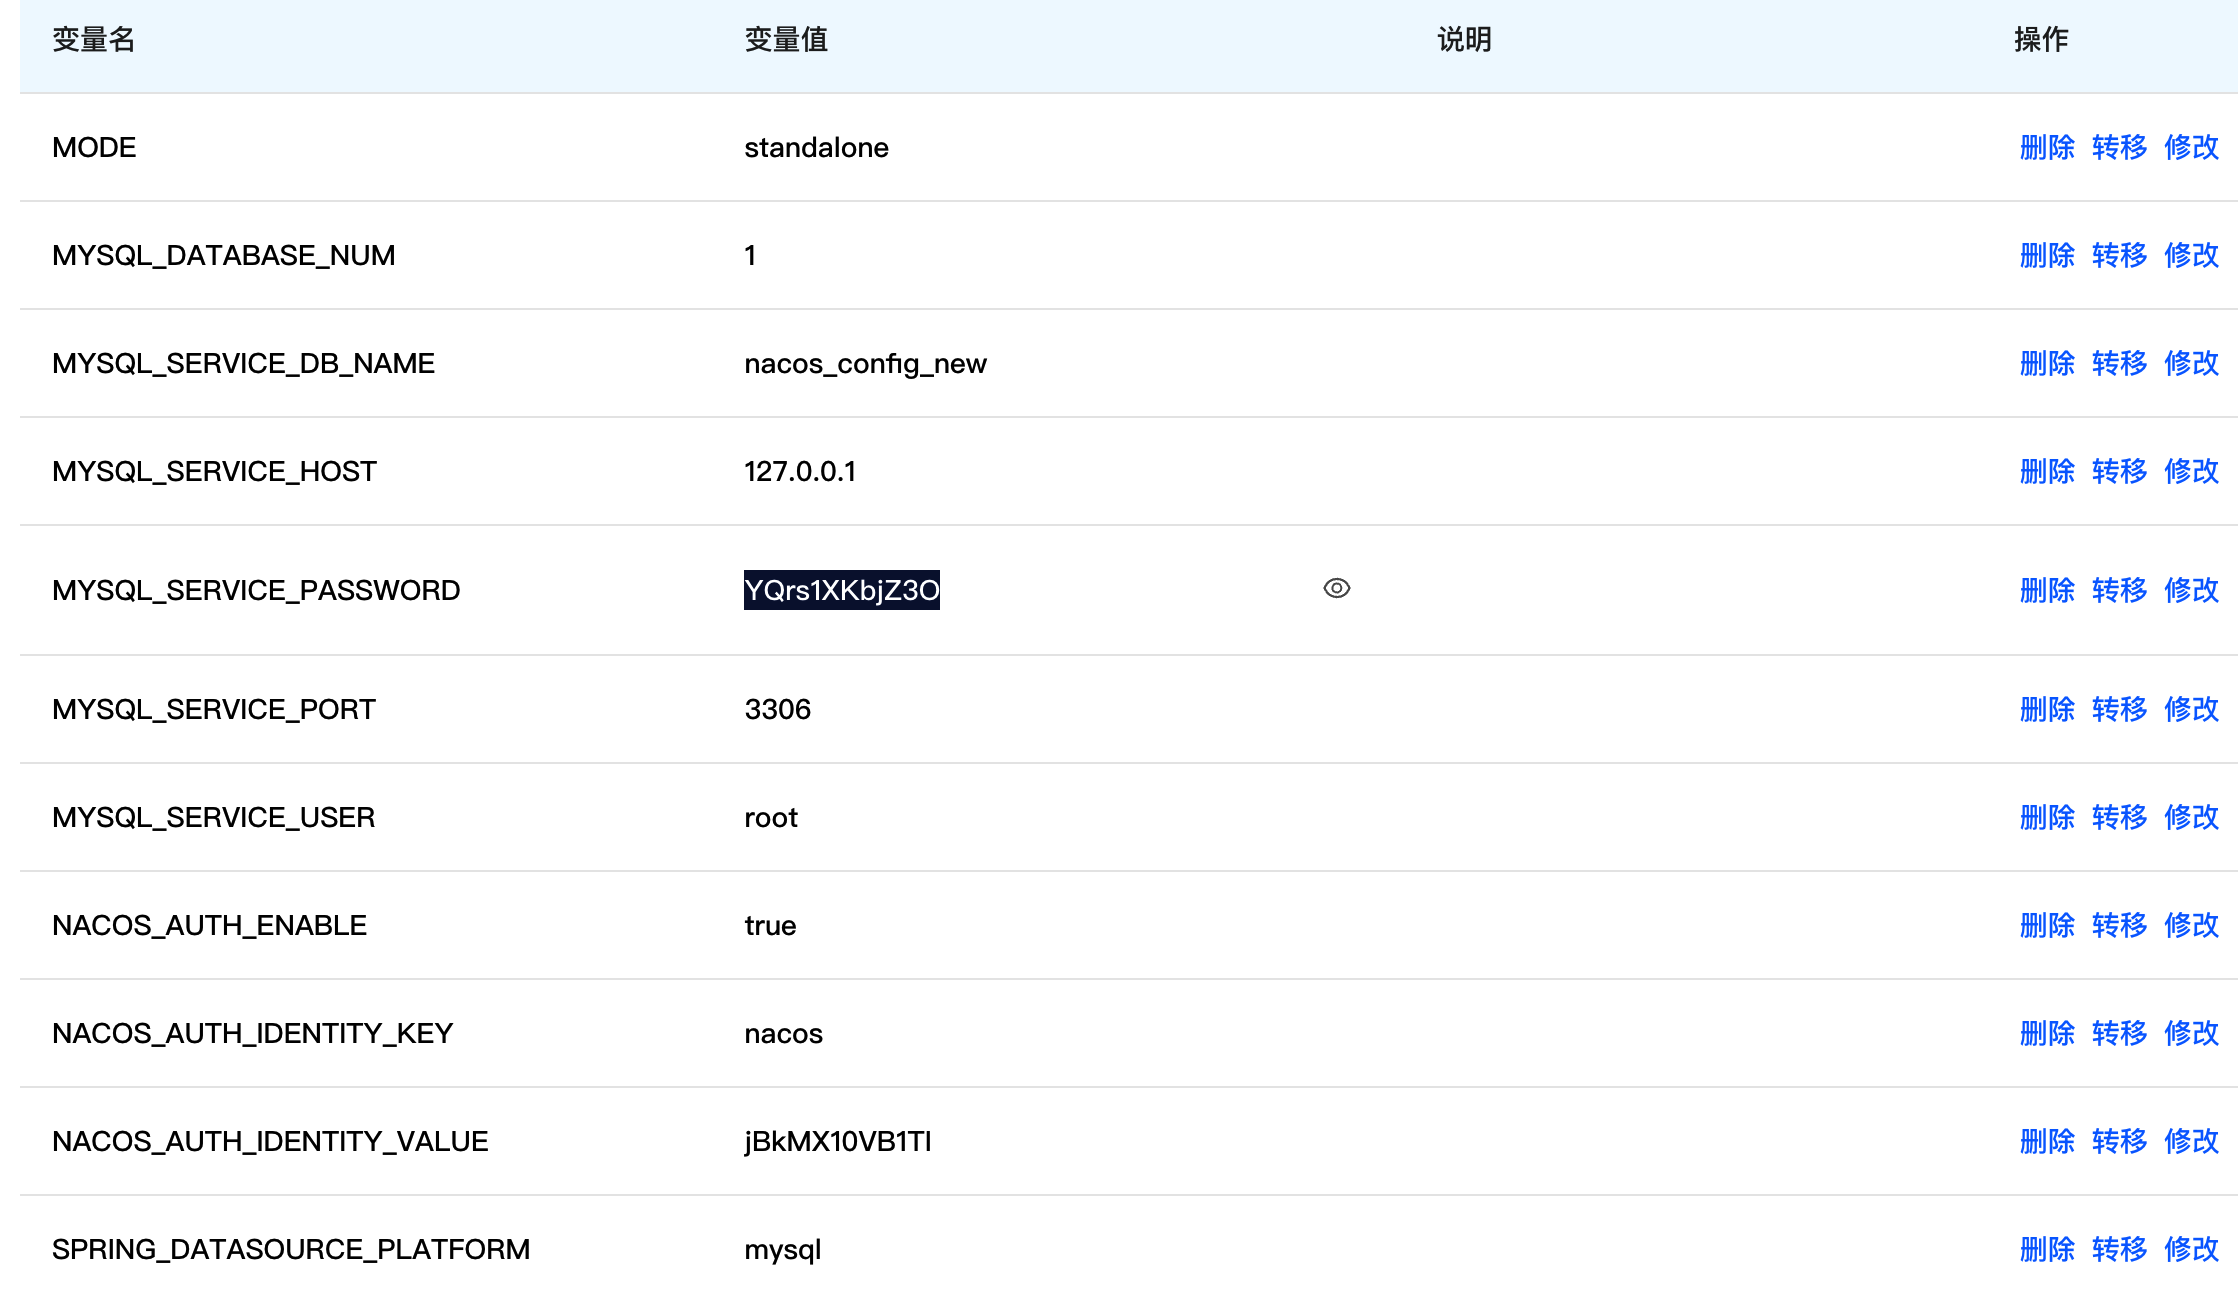 变量名 变量值 说明 操作
MODE standalone 删除 转移 修改
MYSQL_DATABASE_NUM 1 删除 转移 修改
MYSQL_SERVICE_DB_NAME nacos_config_new 删除 转移 修改
MYSQL_SERVICE_HOST 127.0.0.1 删除 转移 修改
MYSQL_SERVICE_PASSWORD YQrs1XKbjZ3O 删除 转移 修改
MYSQL_SERVICE_PORT 3306 删除 转移 修改
MYSQL_SERVICE_USER root 删除 转移 修改
NACOS_AUTH_ENABLE true 删除 转移 修改
NACOS_AUTH_IDENTITY_KEY nacos 删除 转移 修改
NACOS_AUTH_IDENTITY_VALUE jBkMX10VB1TI 删除 转移 修改
SPRING_DATASOURCE_PLATFORM mysql 删除 转移 修改